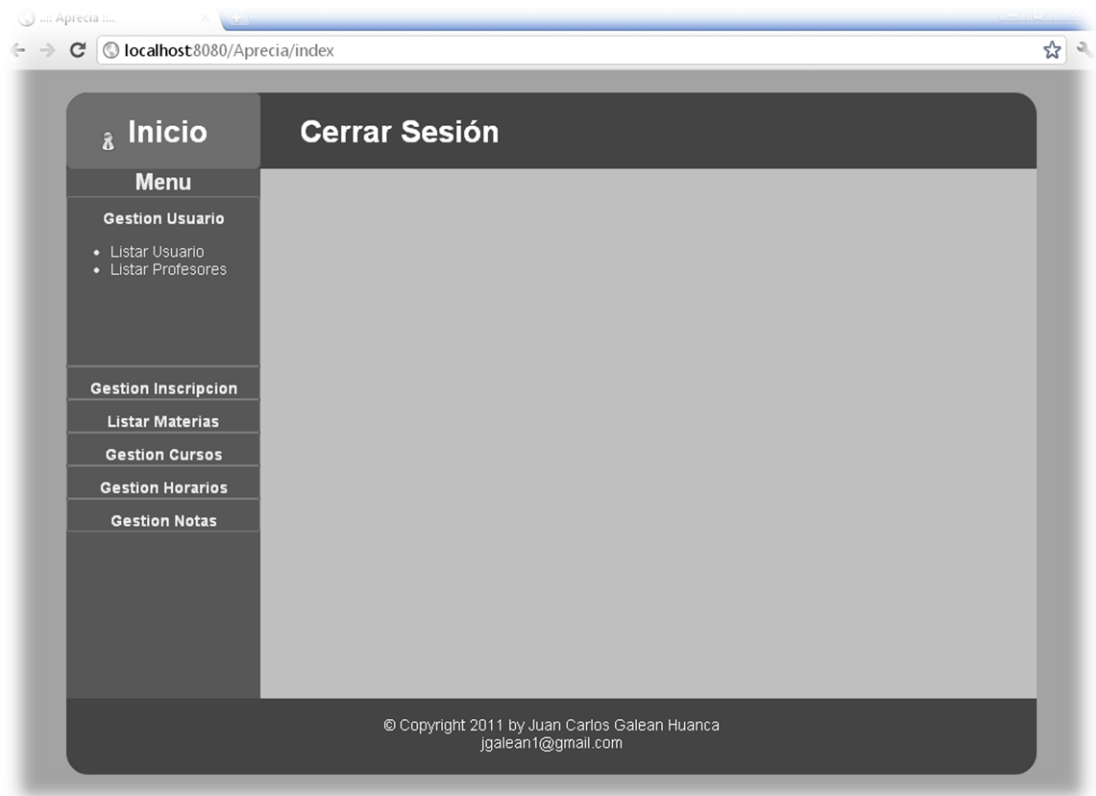 ..:: Aprecia ::..
localhost:8080/Aprecia/index
Inicio
Cerrar Sesión
Menu
Gestion Usuario
• Listar Usuario
• Listar Profesores
Gestion Inscripcion
Listar Materias
Gestion Cursos
Gestion Horarios
Gestion Notas
© Copyright 2011 by Juan Carlos Galean Huanca
jgalean1@gmail.com